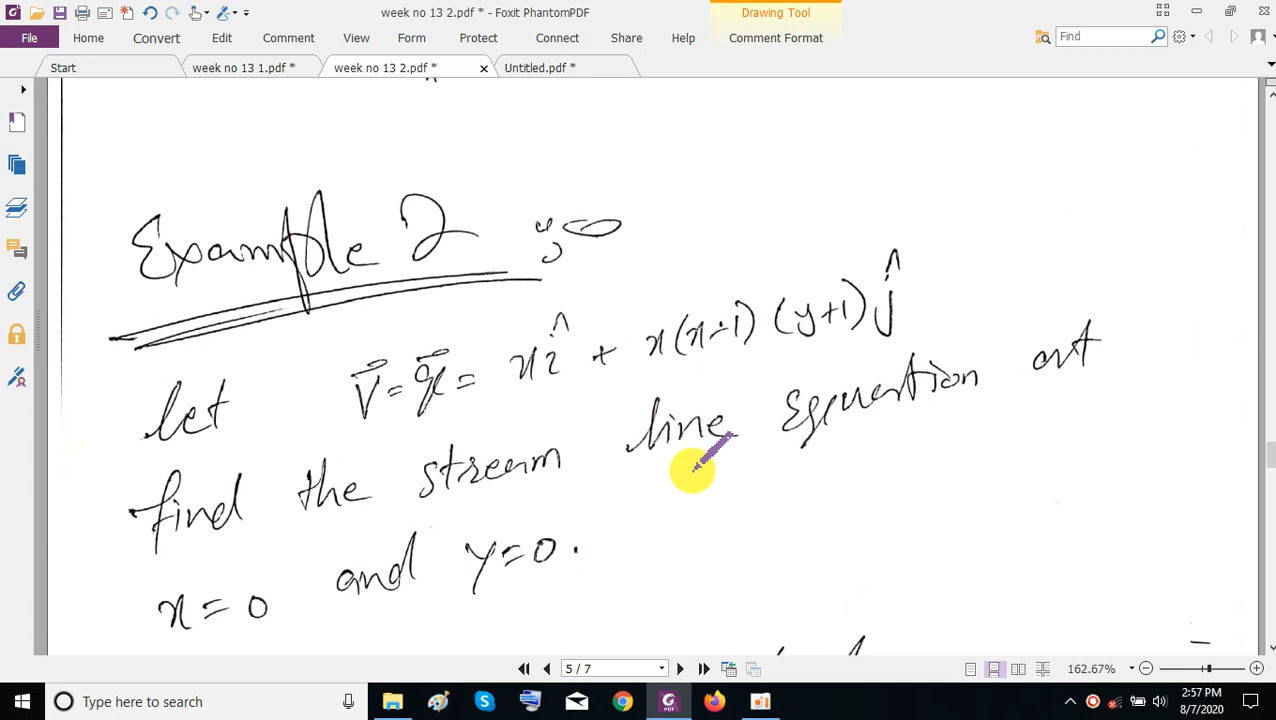 week no 13 2.pdf * - Foxit PhantomPDF
Drawing Tool
File Home Convert Edit Comment View Form Protect Connect Share Help Comment Format
Find
Start
week no 13 1.pdf *
week no 13 2.pdf *
Untitled.pdf *
Example 2
let V⃗ = q⃗ = x î + x(x-1)(y+1) ĵ
find the stream line Equation at
x = 0 and y = 0 .
5 / 7
162.67%
Type here to search
2:57 PM
8/7/2020